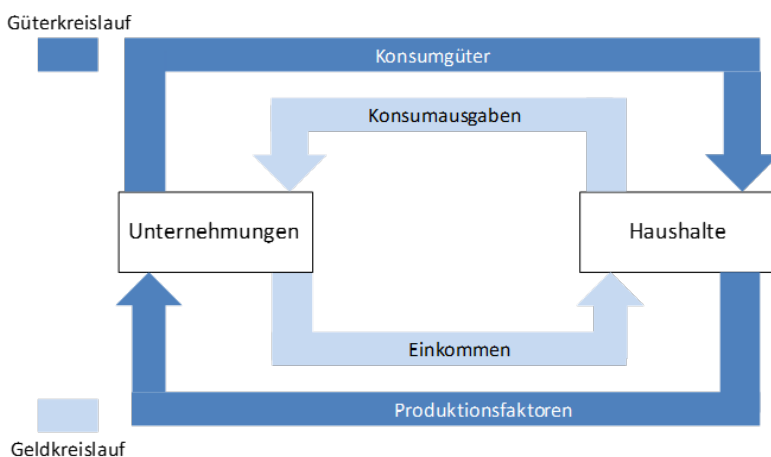 Güterkreislauf
Konsumgüter
Konsumausgaben
Unternehmungen
Haushalte
Einkommen
Produktionsfaktoren
Geldkreislauf